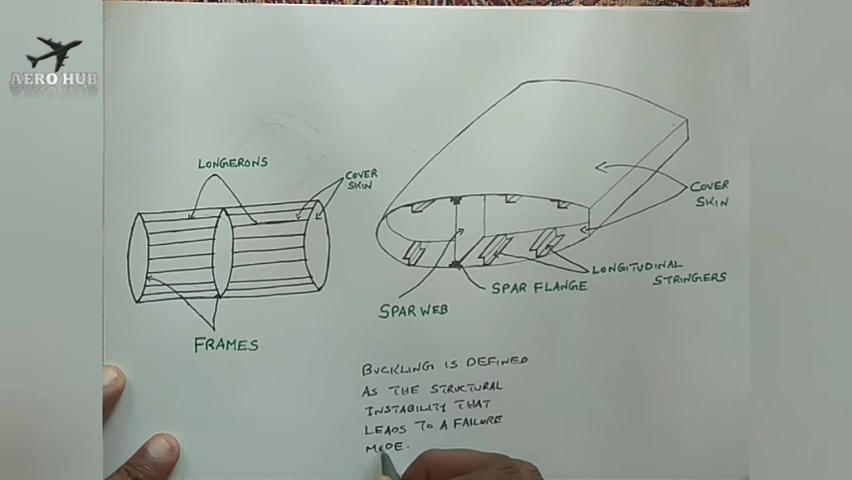 AERO HUB
LONGERONS
COVER
SKIN
FRAMES
COVER
SKIN
LONGITUDINAL
STRINGERS
SPAR FLANGE
SPAR WEB
BUCKLING IS DEFINED
AS THE STRUCTURAL
INSTABILITY THAT
LEADS TO A FAILURE
MODE.